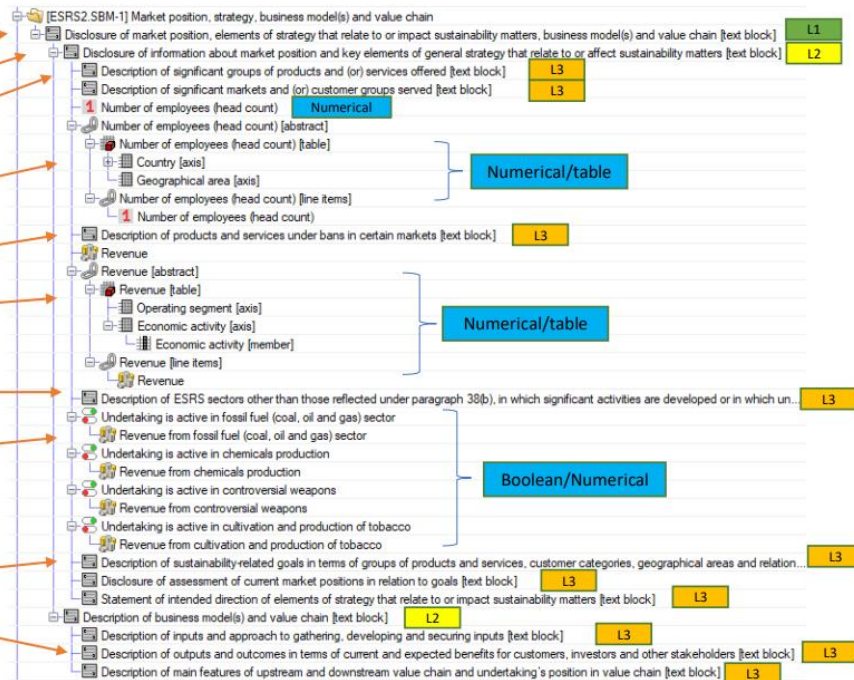 [ESRS2.SBM-1] Market position, strategy, business model(s) and value chain
Disclosure of market position, elements of strategy that relate to or impact sustainability matters, business model(s) and value chain [text block] L1
Disclosure of information about market position and key elements of general strategy that relate to or affect sustainability matters [text block] L2
Description of significant groups of products and (or) services offered [text block] L3
Description of significant markets and (or) customer groups served [text block] L3
1 Number of employees (head count) Numerical
Number of employees (head count) [abstract]
Number of employees (head count) [table]
Country [axis]
Numerical/table
Geographical area [axis]
Number of employees (head count) [line items]
1 Number of employees (head count)
Description of products and services under bans in certain markets [text block] L3
Revenue
Revenue [abstract]
Revenue [table]
Operating segment [axis]
Numerical/table
Economic activity [axis]
Economic activity [member]
Revenue [line items]
Revenue
Description of ESRS sectors other than those reflected under paragraph 38(b), in which significant activities are developed or in which un... L3
Undertaking is active in fossil fuel (coal, oil and gas) sector
Revenue from fossil fuel (coal, oil and gas) sector
Undertaking is active in chemicals production
Revenue from chemicals production
Boolean/Numerical
Undertaking is active in controversial weapons
Revenue from controversial weapons
Undertaking is active in cultivation and production of tobacco
Revenue from cultivation and production of tobacco
Description of sustainability-related goals in terms of groups of products and services, customer categories, geographical areas and relation... L3
Disclosure of assessment of current market positions in relation to goals [text block] L3
Statement of intended direction of elements of strategy that relate to or impact sustainability matters [text block] L3
Description of business model(s) and value chain [text block] L2
Description of inputs and approach to gathering, developing and securing inputs [text block] L3
Description of outputs and outcomes in terms of current and expected benefits for customers, investors and other stakeholders [text block] L3
Description of main features of upstream and downstream value chain and undertaking's position in value chain [text block] L3